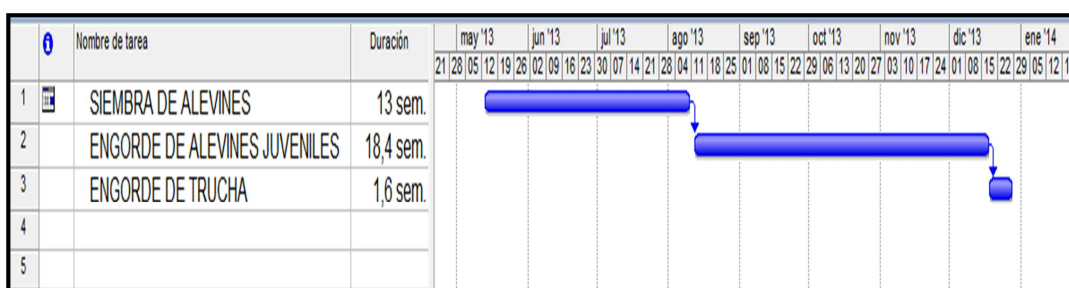 Nombre de tarea Duración may '13 jun '13 jul '13 ago '13 sep '13 oct '13 nov '13 dic '13 ene '14
21 28 05 12 19 26 02 09 16 23 30 07 14 21 28 04 11 18 25 01 08 15 22 29 06 13 20 27 03 10 17 24 01 08 15 22 29 05 12 1
1 SIEMBRA DE ALEVINES 13 sem.
2 ENGORDE DE ALEVINES JUVENILES 18,4 sem.
3 ENGORDE DE TRUCHA 1,6 sem.
4
5